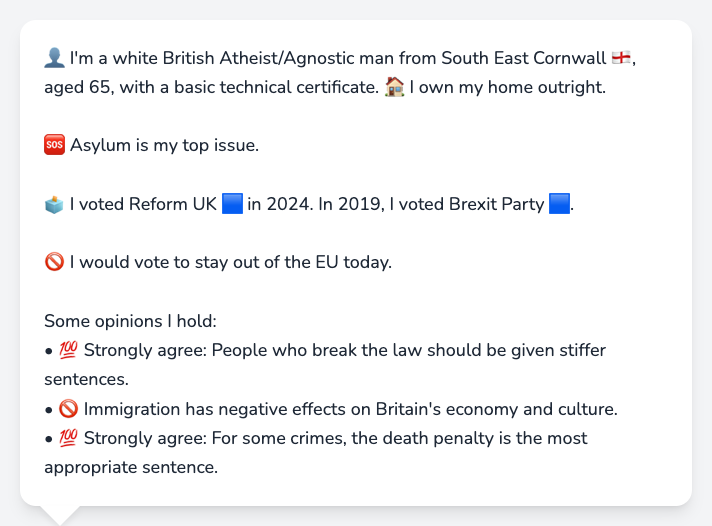 👤 I'm a white British Atheist/Agnostic man from South East Cornwall 🏴󠁧󠁢󠁥󠁮󠁧󠁿,
aged 65, with a basic technical certificate. 🏠 I own my home outright.
🆘 Asylum is my top issue.
🗳️ I voted Reform UK 🟦 in 2024. In 2019, I voted Brexit Party 🟦.
🚫 I would vote to stay out of the EU today.
Some opinions I hold:
• 💯 Strongly agree: People who break the law should be given stiffer
sentences.
• 🚫 Immigration has negative effects on Britain's economy and culture.
• 💯 Strongly agree: For some crimes, the death penalty is the most
appropriate sentence.